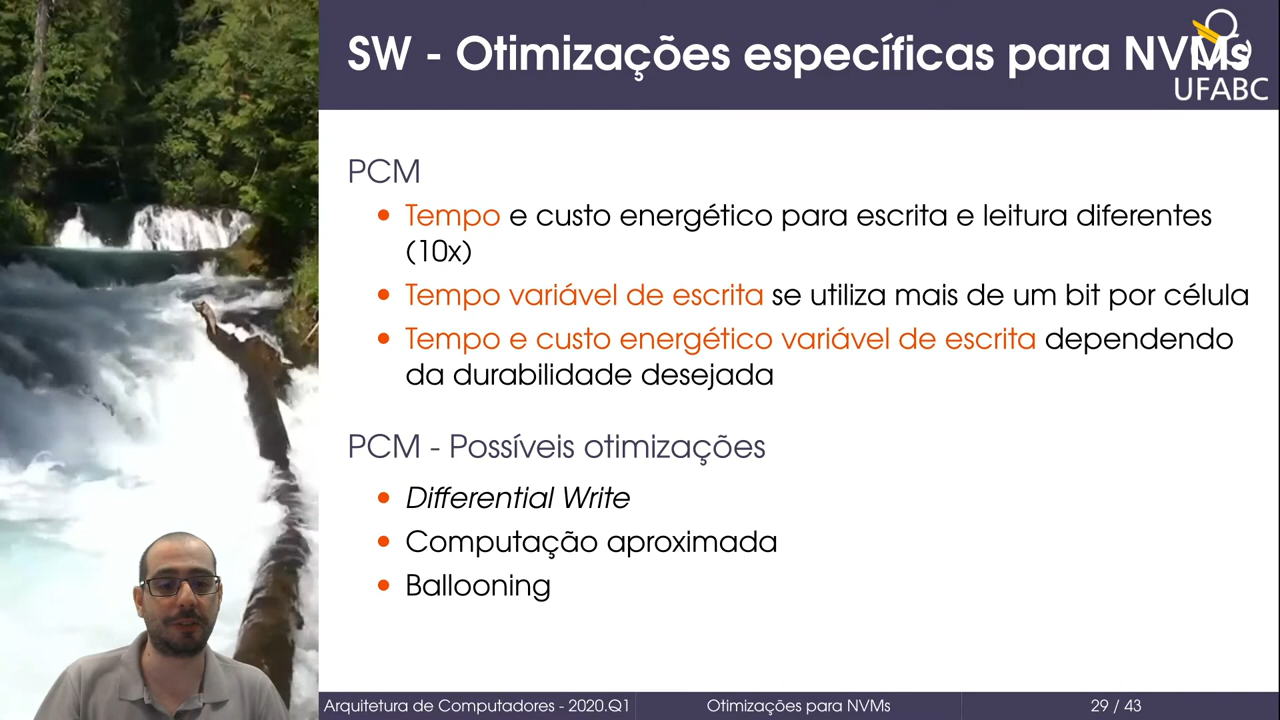 SW - Otimizações específicas para NVMs
UFABC
PCM
• Tempo e custo energético para escrita e leitura diferentes
(10x)
• Tempo variável de escrita se utiliza mais de um bit por célula
• Tempo e custo energético variável de escrita dependendo
da durabilidade desejada
PCM - Possíveis otimizações
• Differential Write
• Computação aproximada
• Ballooning
Arquitetura de Computadores - 2020.Q1 Otimizações para NVMs 29 / 43